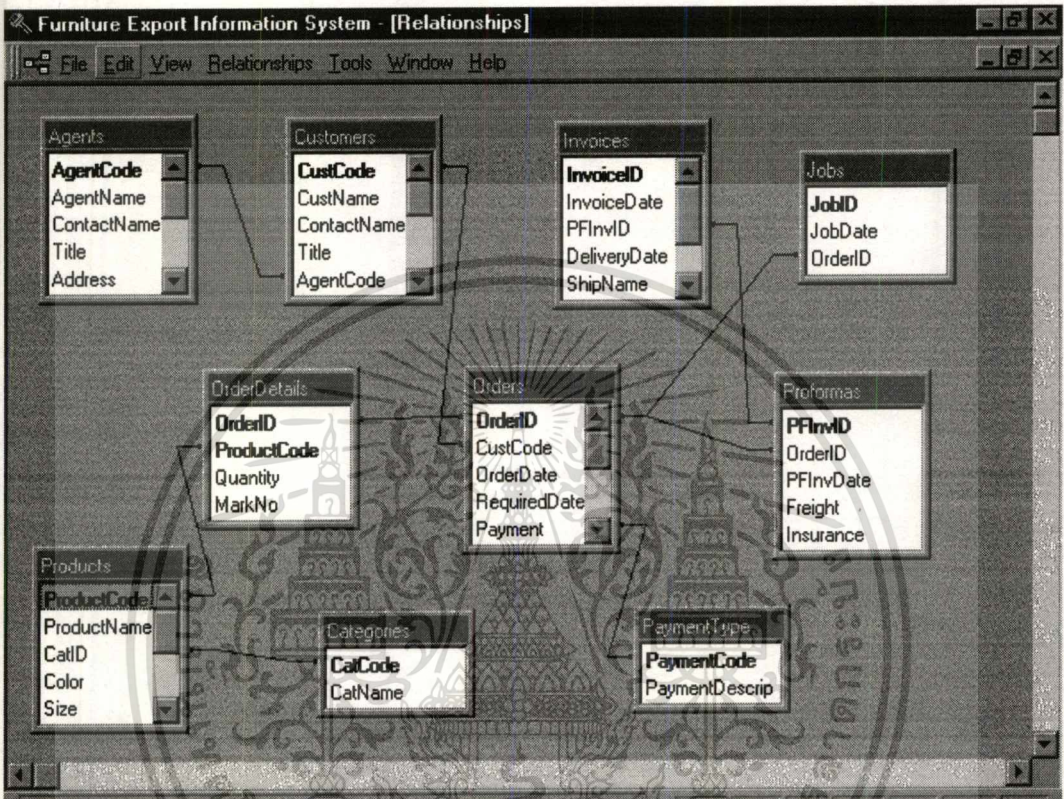 Furniture Export Information System - [Relationships]
File Edit View Relationships Tools Window Help
Agents
AgentCode
AgentName
ContactName
Title
Address
Customers
CustCode
CustName
ContactName
Title
AgentCode
Invoices
InvoiceID
InvoiceDate
PFInvID
DeliveryDate
ShipName
Jobs
JobID
JobDate
OrderID
OrderDetails
OrderID
ProductCode
Quantity
MarkNo
Orders
OrderID
CustCode
OrderDate
RequiredDate
Payment
Proformas
PFInvID
OrderID
PFInvDate
Freight
Insurance
Products
ProductCode
ProductName
CatID
Color
Size
Categories
CatCode
CatName
PaymentType
PaymentCode
PaymentDescrip